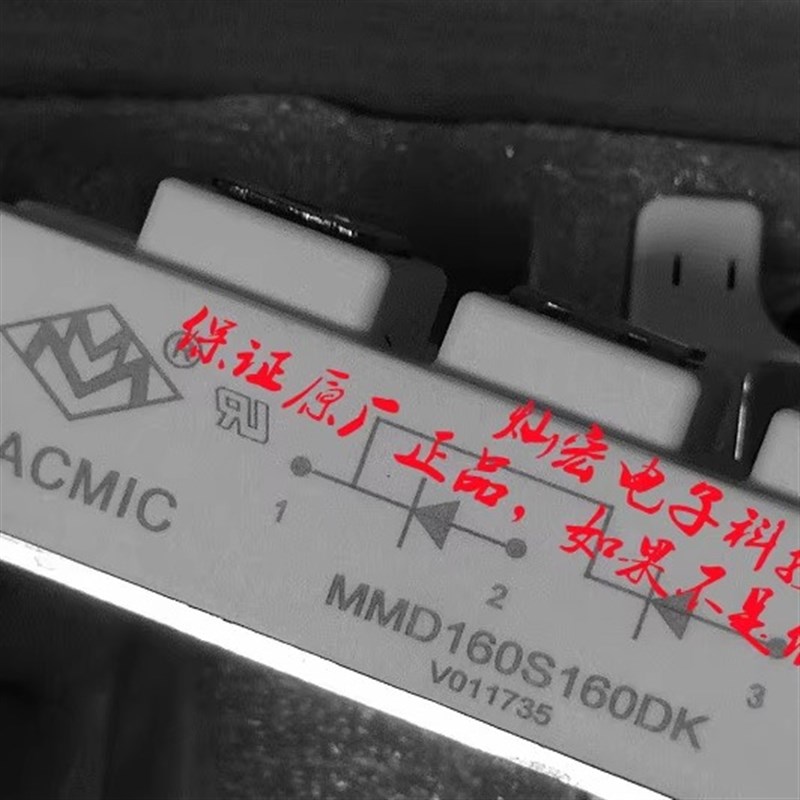 保证原厂正品，如果不是
灿宏电子科技
ACMIC
1
2
3
MMD160S160DK
V011735